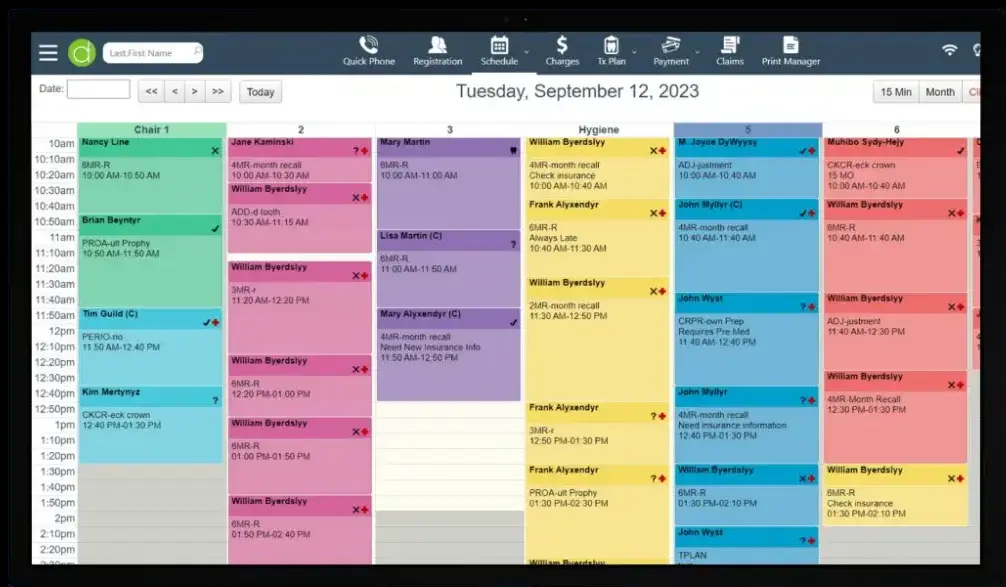 Last,First Name
Quick Phone
Registration
Schedule
Charges
Tx Plan
Payment
Claims
Print Manager
Date:
<<
<
>
>>
Today
Tuesday, September 12, 2023
15 Min
Month
Chair 1
2
3
Hygiene
5
6
10am
10:10am
10:20am
10:30am
10:40am
10:50am
11am
11:10am
11:20am
11:30am
11:40am
11:50am
12pm
12:10pm
12:20pm
12:30pm
12:40pm
12:50pm
1pm
1:10pm
1:20pm
1:30pm
1:40pm
1:50pm
2pm
2:10pm
2:20pm
Nancy Line
6MR-R
10:00 AM-10:50 AM
Brian Beyntyr
PROA-ult Prophy
10:50 AM-11:50 AM
Tim Guild (C)
PERIO-rio
11:50 AM-12:40 PM
Kim Mertynyz
?
CKCR-eck crown
12:40 PM-01:30 PM
Jane Kaminski
?
4MR-month recall
10:00 AM-10:30 AM
William Byerdslyy
ADD-d tooth
10:30 AM-11:15 AM
William Byerdslyy
3MR-r
11:20 AM-12:20 PM
William Byerdslyy
6MR-R
12:20 PM-01:00 PM
William Byerdslyy
6MR-R
01:00 PM-01:50 PM
William Byerdslyy
6MR-R
01:50 PM-02:40 PM
Mary Martin
6MR-R
10:00 AM-11:00 AM
Lisa Martin (C)
?
6MR-R
11:00 AM-11:50 AM
Mary Alyxendyr (C)
4MR-month recall
Need New Insurance Info
11:50 AM-12:50 PM
William Byerdslyy
4MR-month recall
Check insurance
10:00 AM-10:40 AM
Frank Alyxendyr
6MR-R
Always Late
10:40 AM-11:30 AM
William Byerdslyy
2MR-month recall
11:30 AM-12:50 PM
Frank Alyxendyr
?
3MR-r
12:50 PM-01:30 PM
Frank Alyxendyr
?
PROA-ult Prophy
01:30 PM-02:30 PM
William Byerdslyy
M. Joyce DyWyysy
ADJ-justment
10:00 AM-10:40 AM
John Myllyr (C)
4MR-month recall
10:40 AM-11:40 AM
John Wyst
?
CRPR-own Prep
Requires Pre Med
11:40 AM-12:40 PM
John Myllyr
?
4MR-month recall
Need insurance information
12:40 PM-01:30 PM
William Byerdslyy
6MR-R
01:30 PM-02:10 PM
John Wyst
?
TPLAN
Muhibo Sydy-Hejy
CKCR-eck crown
15 MO
10:00 AM-10:40 AM
William Byerdslyy
6MR-R
10:40 AM-11:40 AM
William Byerdslyy
ADJ-justment
11:40 AM-12:30 PM
William Byerdslyy
4MR-Month Recall
12:30 PM-01:30 PM
William Byerdslyy
6MR-R
Check insurance
01:30 PM-02:10 PM